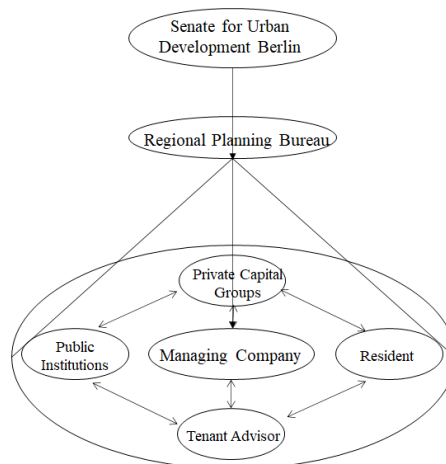 Senate for Urban
Development Berlin
Regional Planning Bureau
Private Capital
Groups
Public
Institutions
Managing Company
Resident
Tenant Advisor